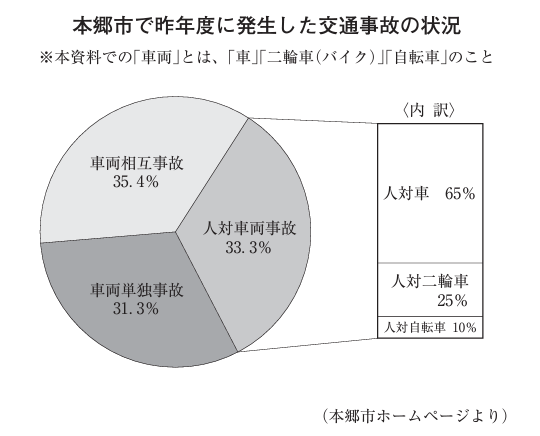 本郷市で昨年度に発生した交通事故の状況
※本資料での「車両」とは、「車」「二輪車(バイク)」「自転車」のこと
〈内 訳〉
車両相互事故
35.4%
人対車両事故
33.3%
車両単独事故
31.3%
人対車 65%
人対二輪車
25%
人対自転車 10%
(本郷市ホームページより)